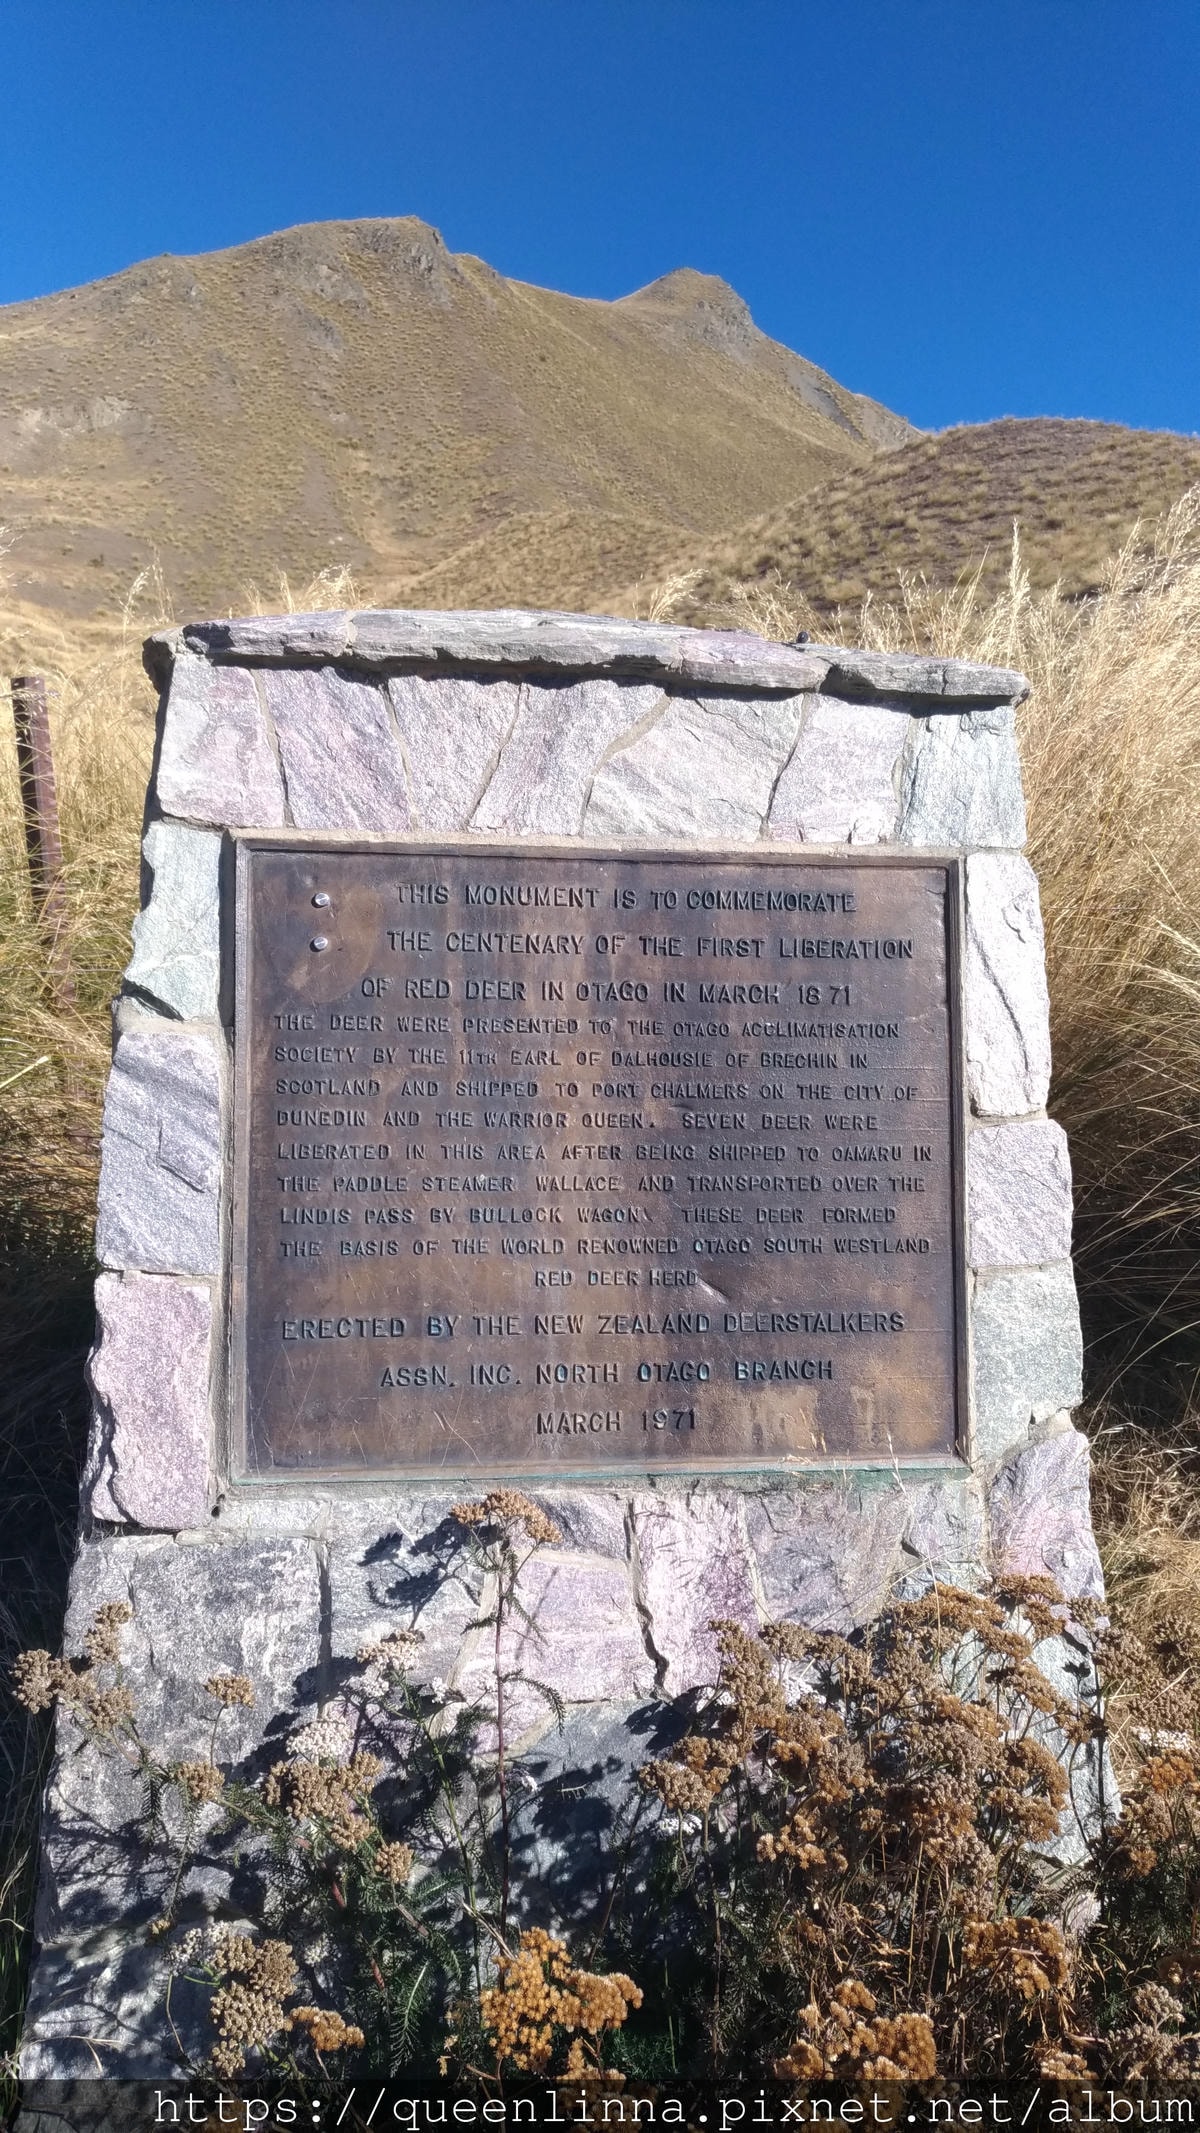 THIS MONUMENT IS TO COMMEMORATE
THE CENTENARY OF THE FIRST LIBERATION
OF RED DEER IN OTAGO IN MARCH 1871
THE DEER WERE PRESENTED TO THE OTAGO ACCLIMATISATION
SOCIETY BY THE 11TH EARL OF DALHOUSIE OF BRECHIN IN
SCOTLAND AND SHIPPED TO PORT CHALMERS ON THE CITY OF
DUNEDIN AND THE WARRIOR QUEEN. SEVEN DEER WERE
LIBERATED IN THIS AREA AFTER BEING SHIPPED TO OAMARU IN
THE PADDLE STEAMER WALLACE AND TRANSPORTED OVER THE
LINDIS PASS BY BULLOCK WAGON. THESE DEER FORMED
THE BASIS OF THE WORLD RENOWNED OTAGO SOUTH WESTLAND
RED DEER HERD
ERECTED BY THE NEW ZEALAND DEERSTALKERS
ASSN. INC. NORTH OTAGO BRANCH
MARCH 1971
https://queenlinna.pixnet.net/album